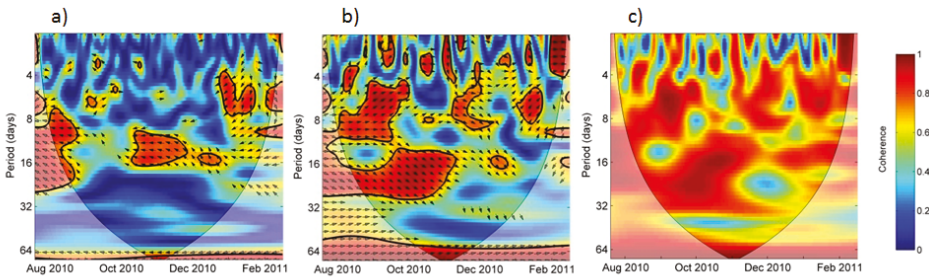 a)
b)
c)
Period (days)
4
8
16
32
64
Aug 2010
Oct 2010
Dec 2010
Feb 2011
Period (days)
4
8
16
32
64
Aug 2010
Oct 2010
Dec 2010
Feb 2011
Period (days)
4
8
16
32
64
Aug 2010
Oct 2010
Dec 2010
Feb 2011
1
0.8
0.6
0.4
0.2
0
Coherence